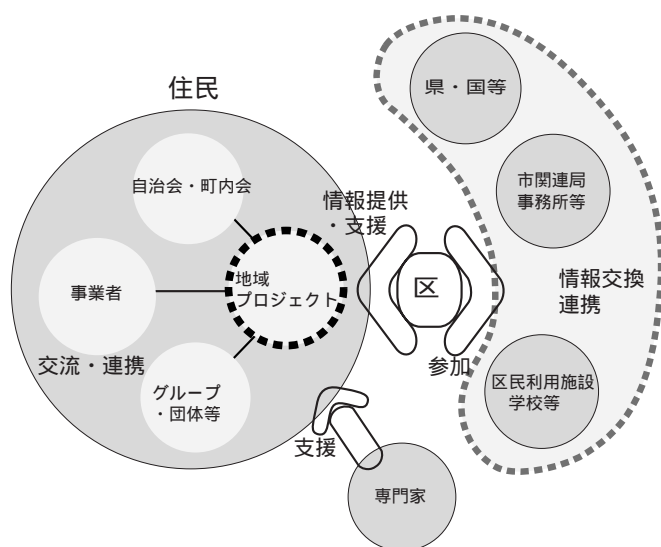 住民
自治会・町内会
事業者
地域
プロジェクト
交流・連携
グループ
・団体等
情報提供
・支援
区
参加
支援
専門家
県・国等
市関連局
事務所等
情報交換
連携
区民利用施設
学校等